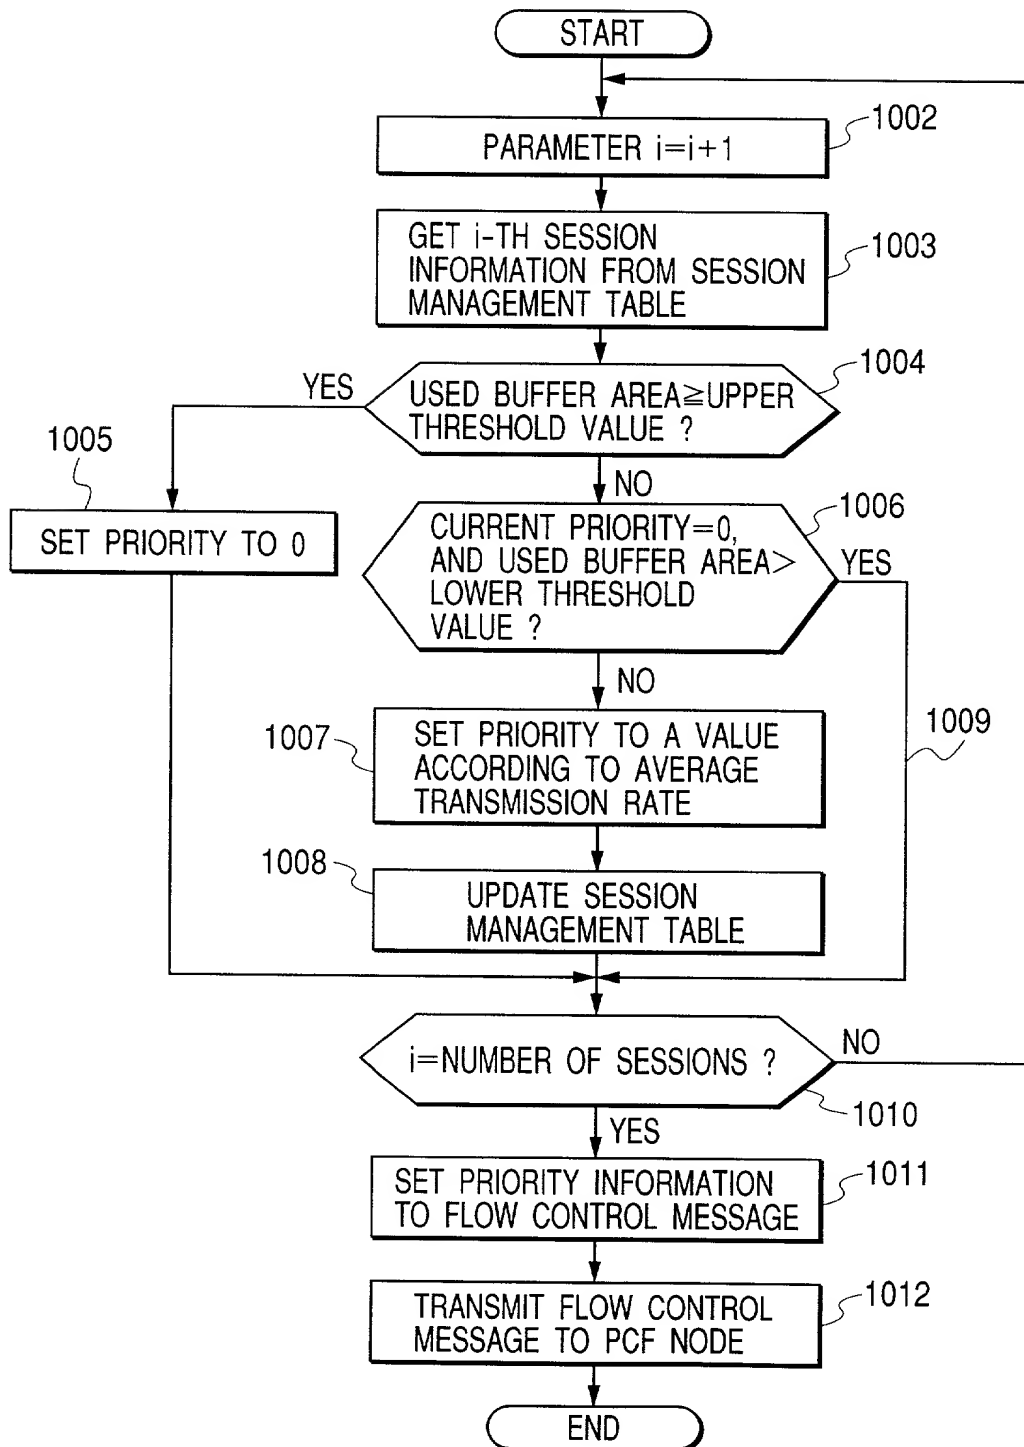 START
1002
PARAMETER i=i+1
1003
GET i-TH SESSION
INFORMATION FROM SESSION
MANAGEMENT TABLE
1004
YES
USED BUFFER AREA≧UPPER
THRESHOLD VALUE ?
1005
NO
SET PRIORITY TO 0
1006
CURRENT PRIORITY=0,
AND USED BUFFER AREA>
LOWER THRESHOLD
VALUE ?
YES
NO
1009
1007
SET PRIORITY TO A VALUE
ACCORDING TO AVERAGE
TRANSMISSION RATE
1008
UPDATE SESSION
MANAGEMENT TABLE
i=NUMBER OF SESSIONS ?
NO
1010
YES
1011
SET PRIORITY INFORMATION
TO FLOW CONTROL MESSAGE
1012
TRANSMIT FLOW CONTROL
MESSAGE TO PCF NODE
END